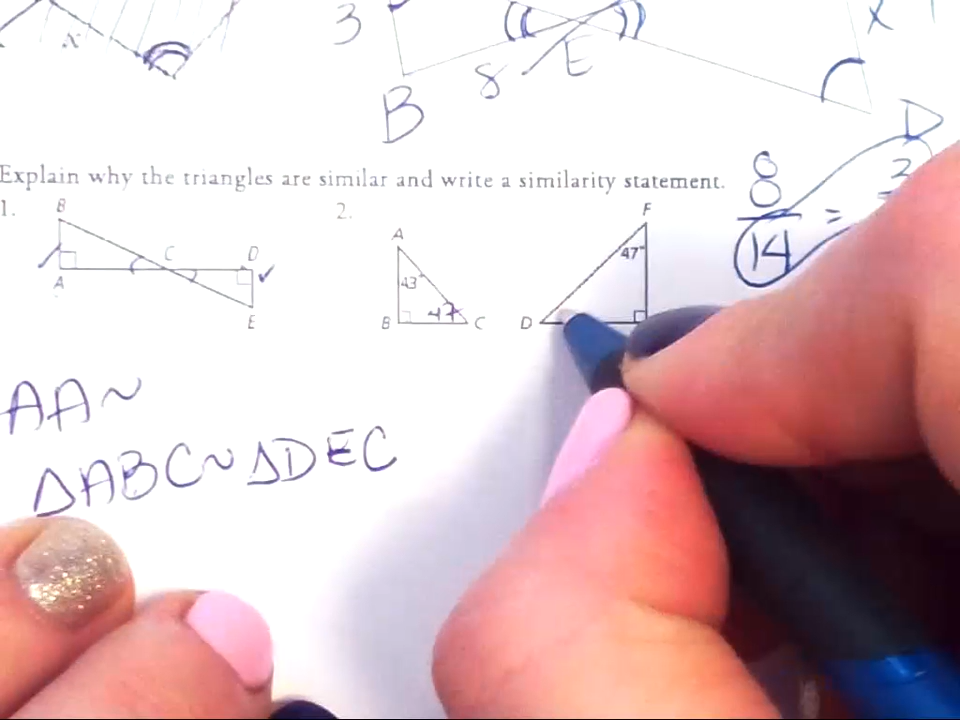 3
x
8
E
B
D
Explain why the triangles are similar and write a similarity statement.
8
14
=
1.
B
C
D
A
E
2.
A
43
47
B
C
F
47
D
AA~
ΔABC~ΔDEC